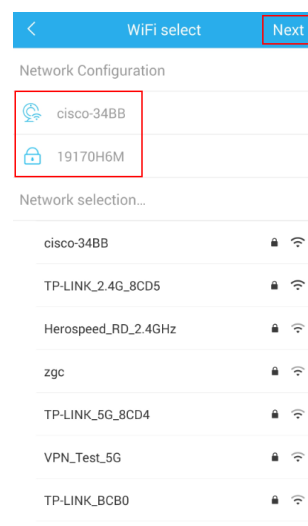 WiFi select Next
Network Configuration
cisco-34BB
19170H6M
Network selection...
cisco-34BB
TP-LINK_2.4G_8CD5
Herospeed_RD_2.4GHz
zgc
TP-LINK_5G_8CD4
VPN_Test_5G
TP-LINK_BCB0